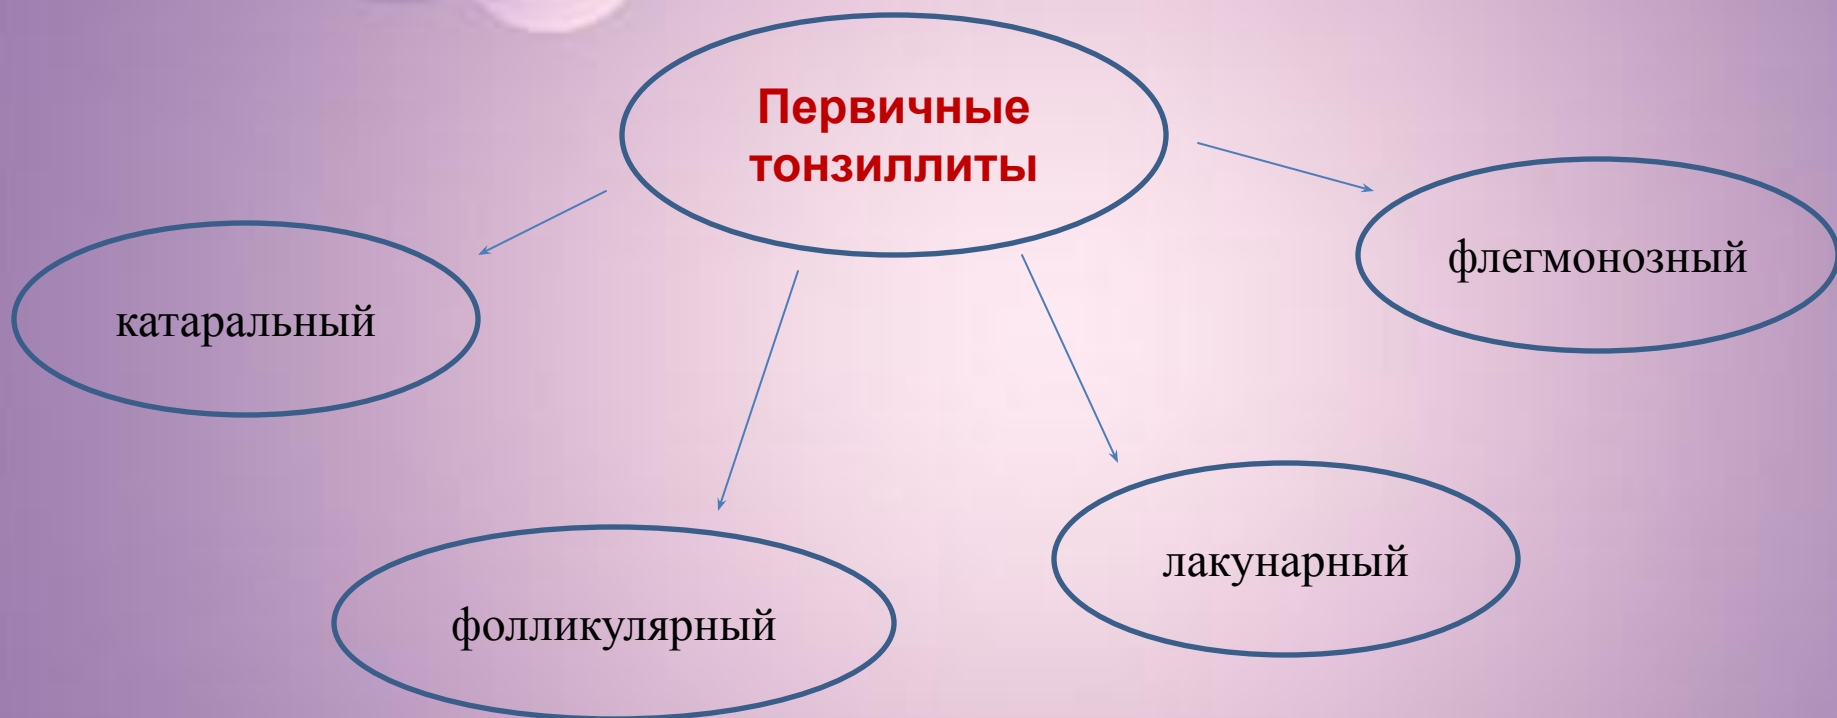 Первичные
тонзиллиты
катаральный
фолликулярный
лакунарный
флегмонозный